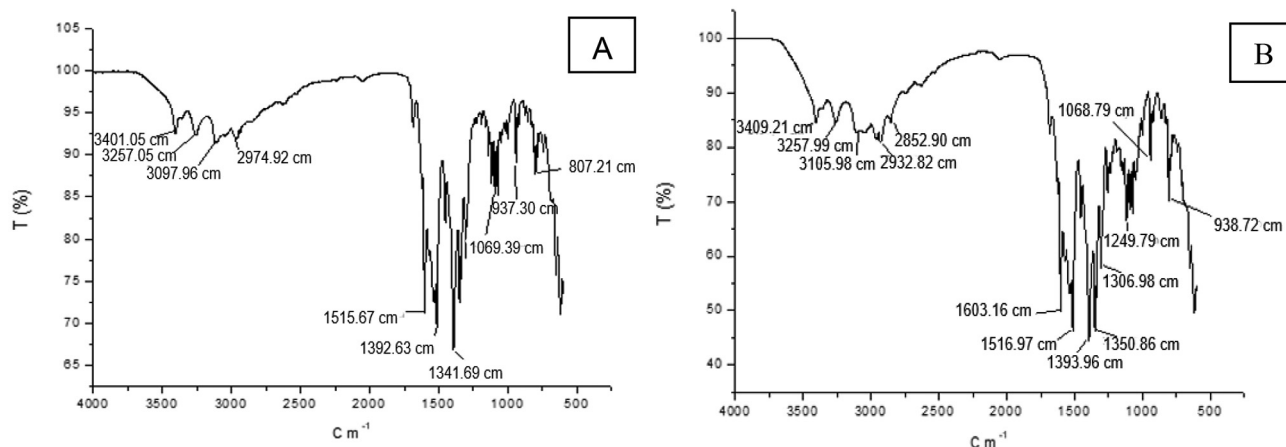 A
105
100
95
90
85
80
75
70
65
T (%)
3401.05 cm
3257.05 cm
3097.96 cm
2974.92 cm
807.21 cm
937.30 cm
1069.39 cm
1515.67 cm
1392.63 cm
1341.69 cm
4000 3500 3000 2500 2000 1500 1000 500
C m⁻¹
B
100
90
80
70
60
50
40
T (%)
1068.79 cm
3409.21 cm
2852.90 cm
3257.99 cm
3105.98 cm
2932.82 cm
938.72 cm
1249.79 cm
1306.98 cm
1603.16 cm
1516.97 cm
1350.86 cm
1393.96 cm
4000 3500 3000 2500 2000 1500 1000 500
C m⁻¹